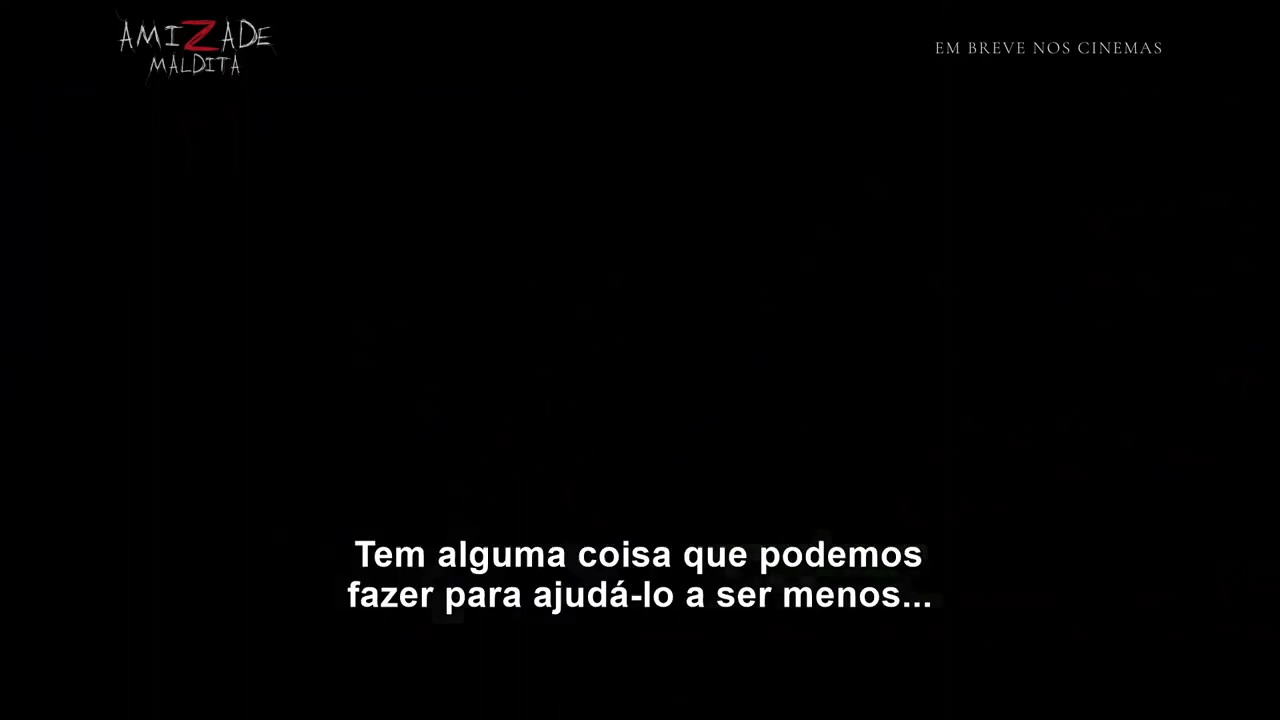 AMIZADE
MALDITA
EM BREVE NOS CINEMAS
Tem alguma coisa que podemos
fazer para ajudá-lo a ser menos...